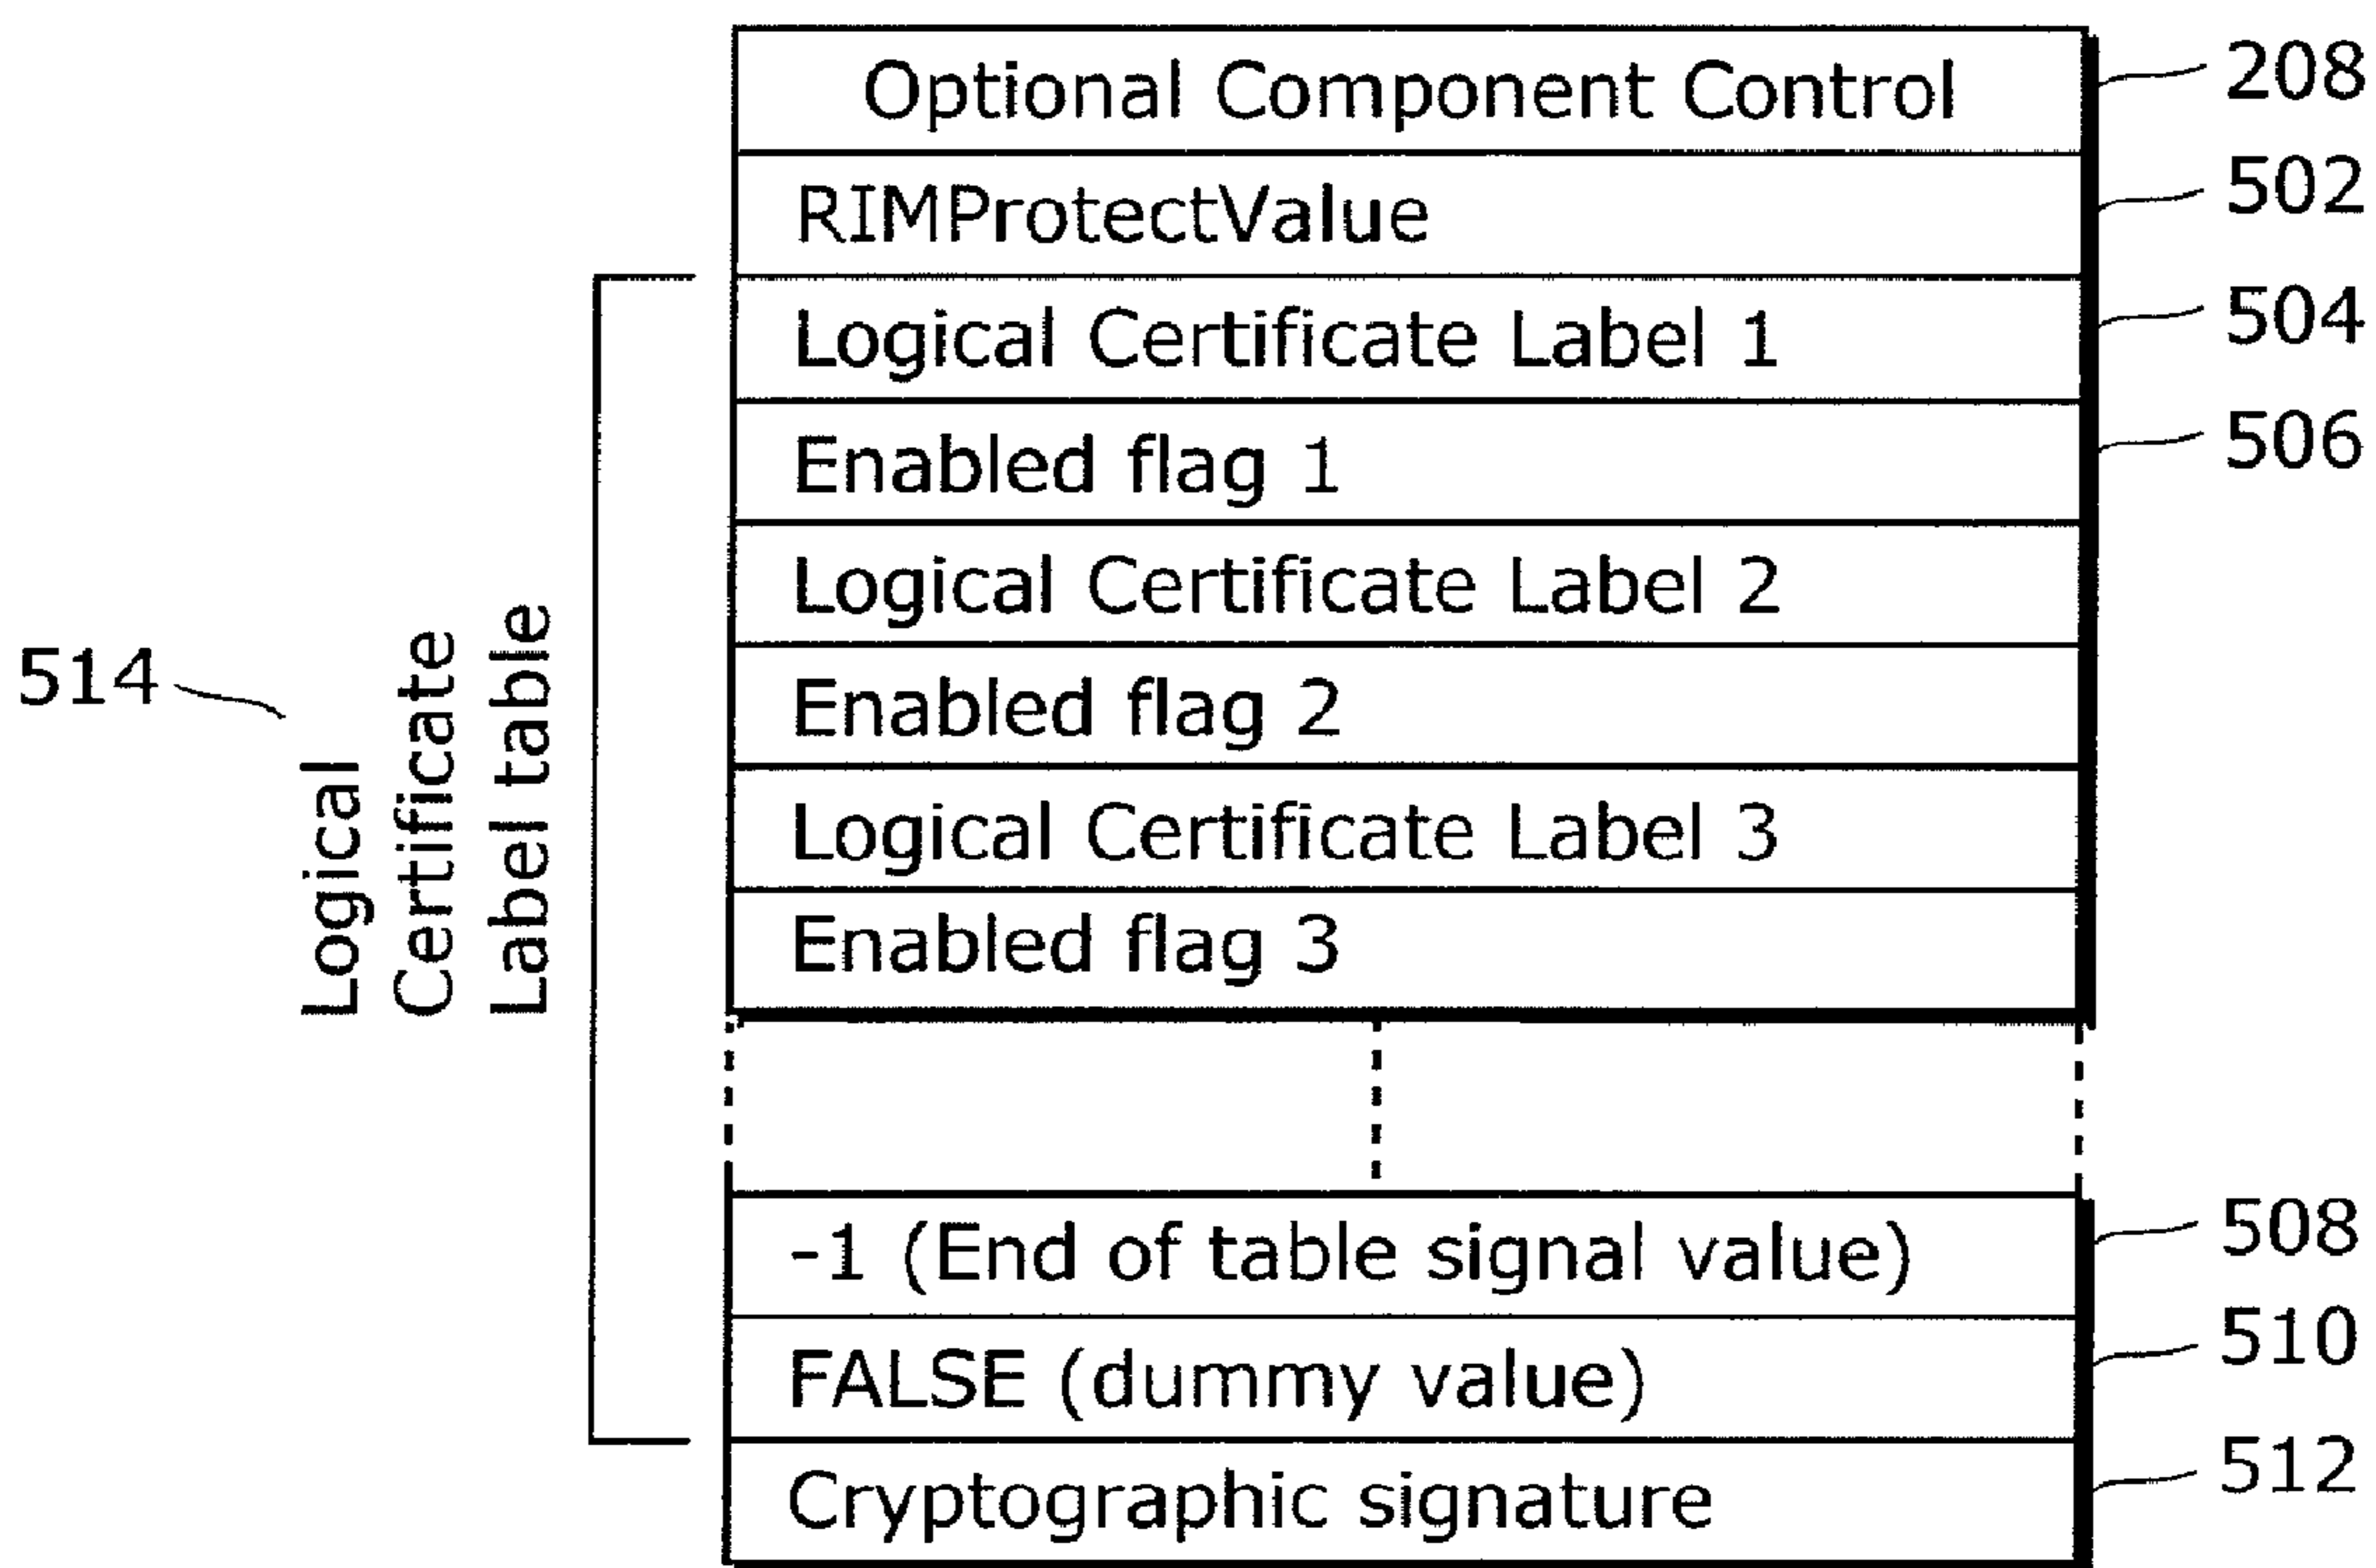 Optional Component Control 208
RIMProtectValue 502
Logical Certificate Label 1 504
Enabled flag 1 506
Logical Certificate Label 2
Enabled flag 2
Logical Certificate Label 3
Enabled flag 3
514
Logical
Certificate
Label table
-1 (End of table signal value) 508
FALSE (dummy value) 510
Cryptographic signature 512